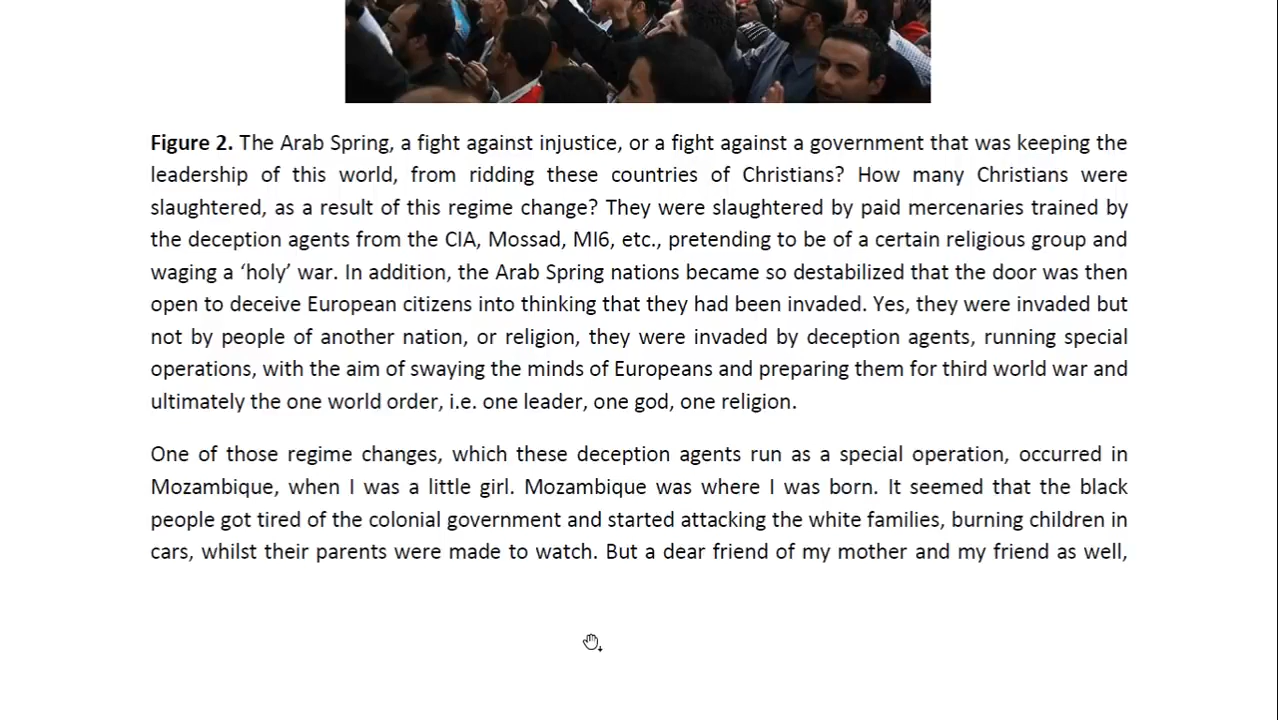 Figure 2. The Arab Spring, a fight against injustice, or a fight against a government that was keeping the
leadership of this world, from ridding these countries of Christians? How many Christians were
slaughtered, as a result of this regime change? They were slaughtered by paid mercenaries trained by
the deception agents from the CIA, Mossad, MI6, etc., pretending to be of a certain religious group and
waging a ‘holy’ war. In addition, the Arab Spring nations became so destabilized that the door was then
open to deceive European citizens into thinking that they had been invaded. Yes, they were invaded but
not by people of another nation, or religion, they were invaded by deception agents, running special
operations, with the aim of swaying the minds of Europeans and preparing them for third world war and
ultimately the one world order, i.e. one leader, one god, one religion.
One of those regime changes, which these deception agents run as a special operation, occurred in
Mozambique, when I was a little girl. Mozambique was where I was born. It seemed that the black
people got tired of the colonial government and started attacking the white families, burning children in
cars, whilst their parents were made to watch. But a dear friend of my mother and my friend as well,